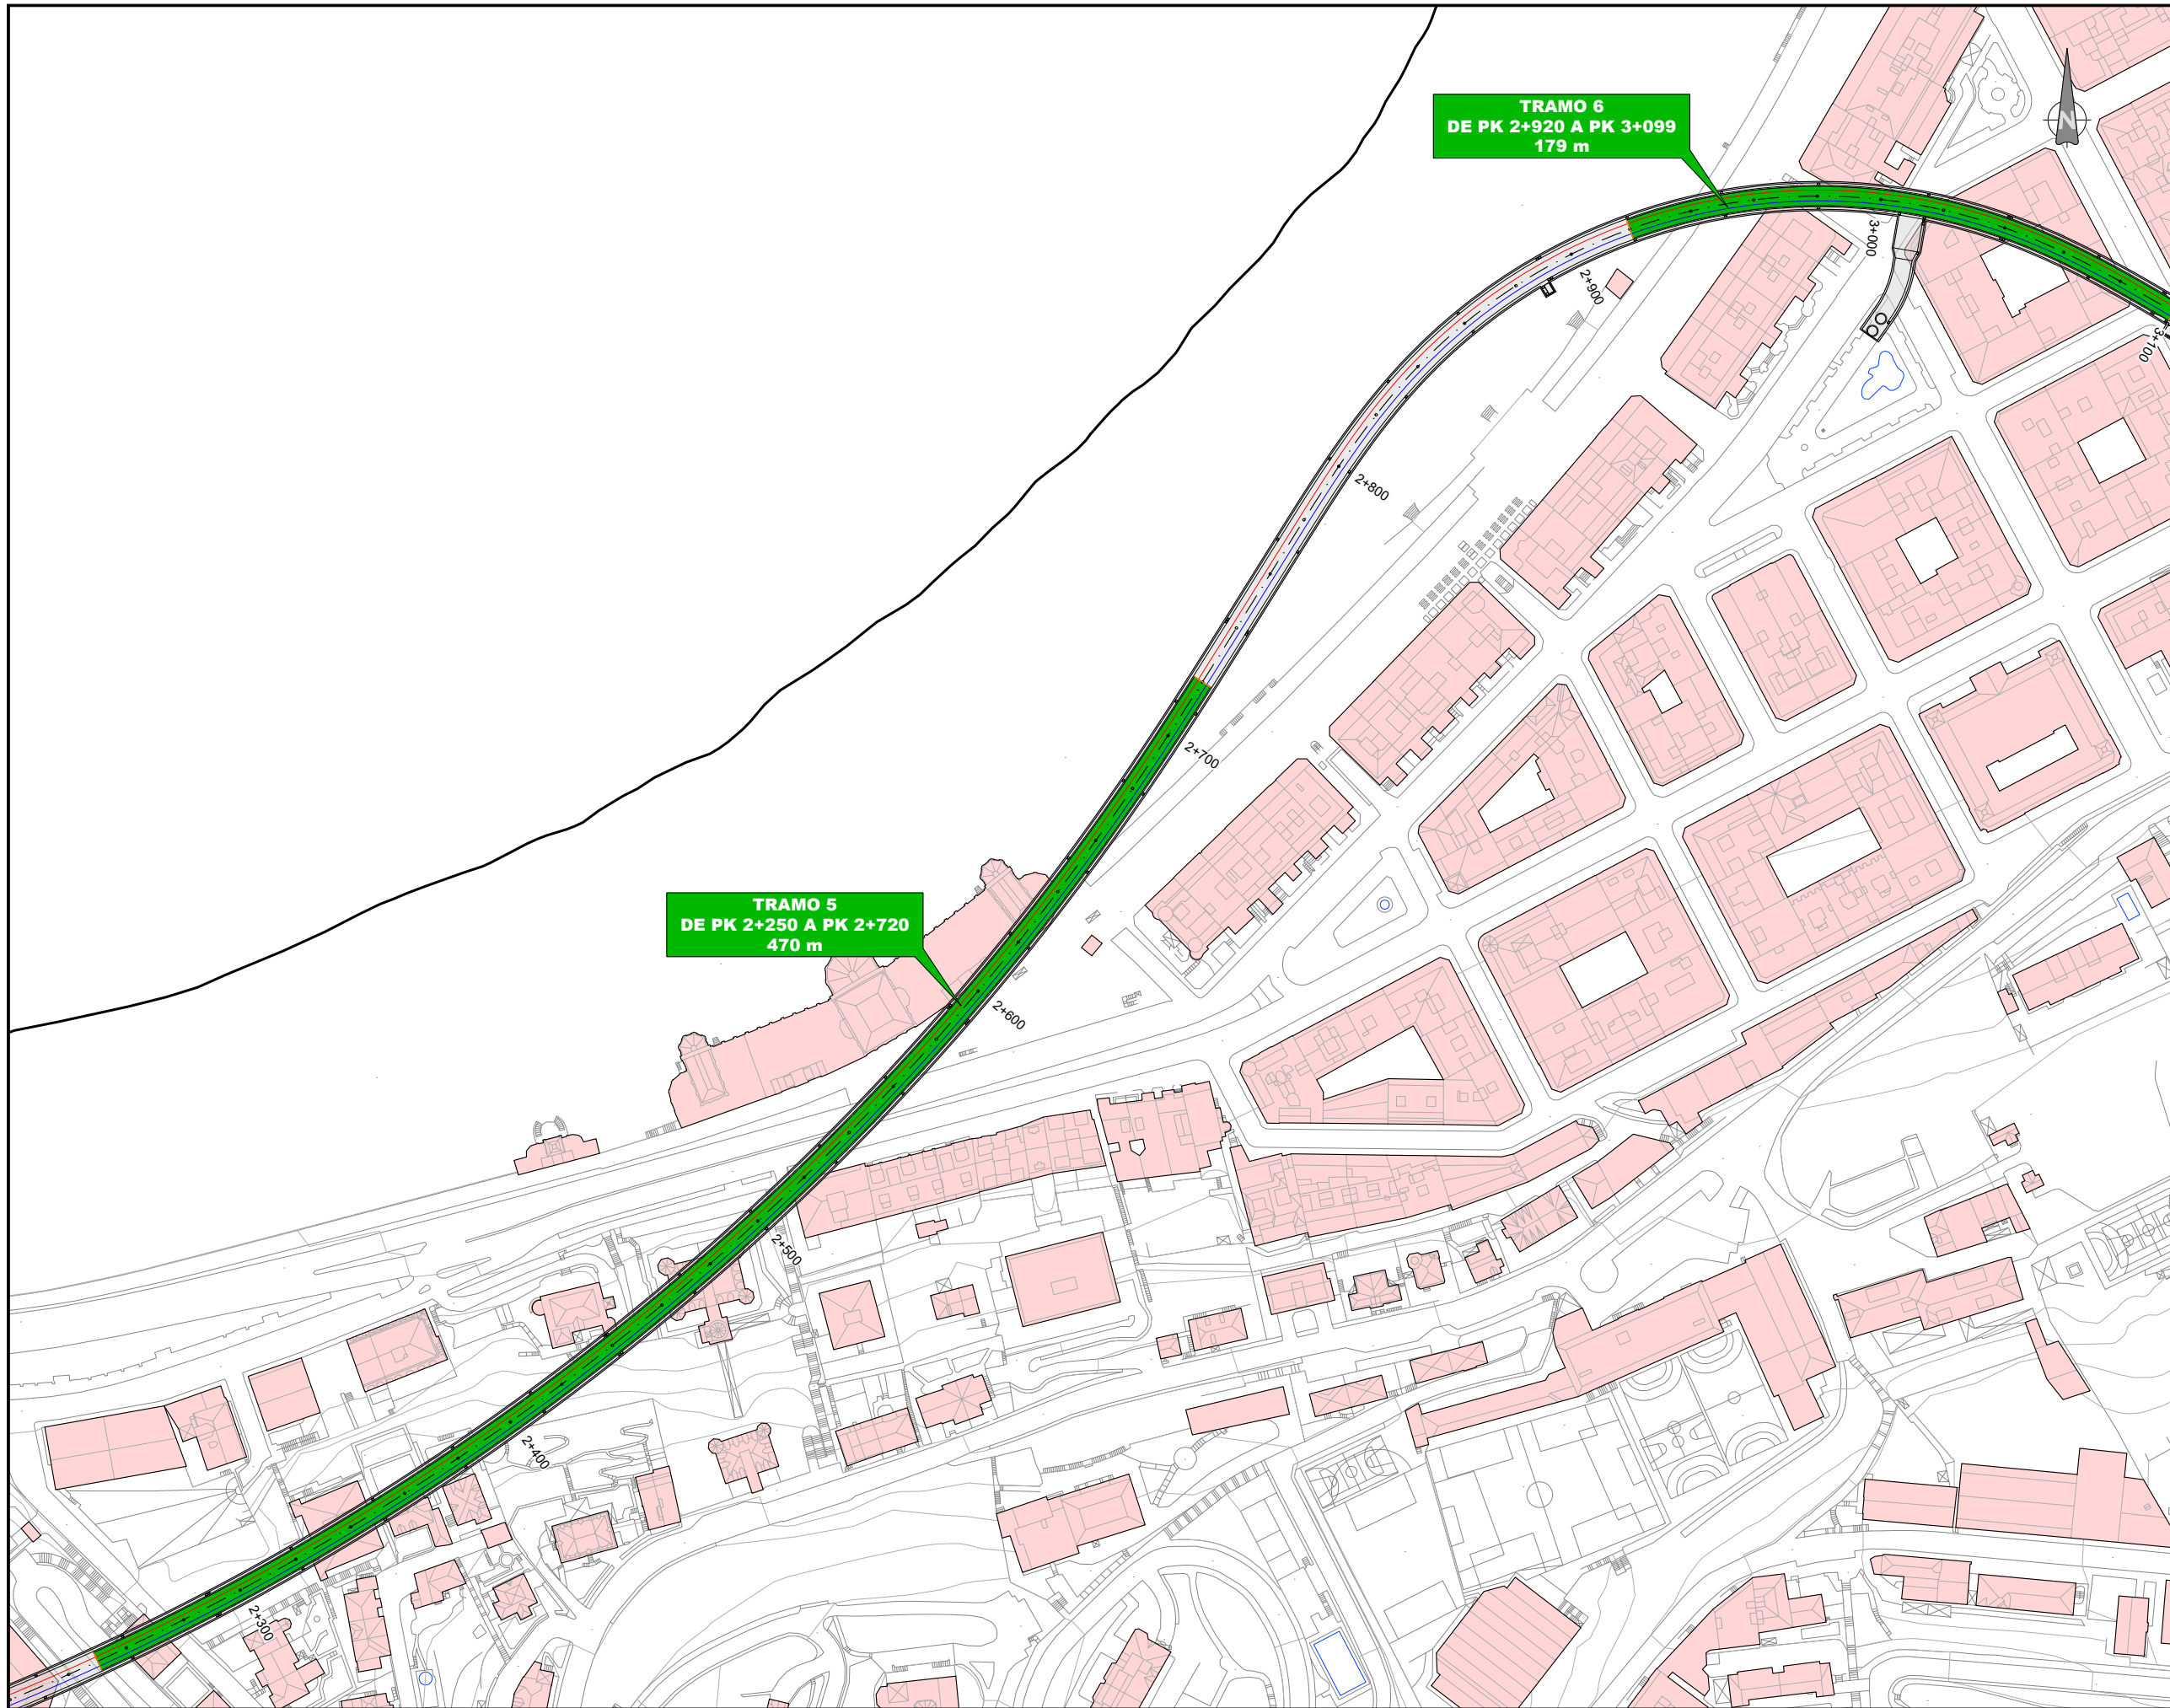 TRAMO 6
DE PK 2+920 A PK 3+099
179 m
N
3+000
2+900
3+100
2+800
2+700
TRAMO 5
DE PK 2+250 A PK 2+720
470 m
2+600
2+500
2+400
2+300